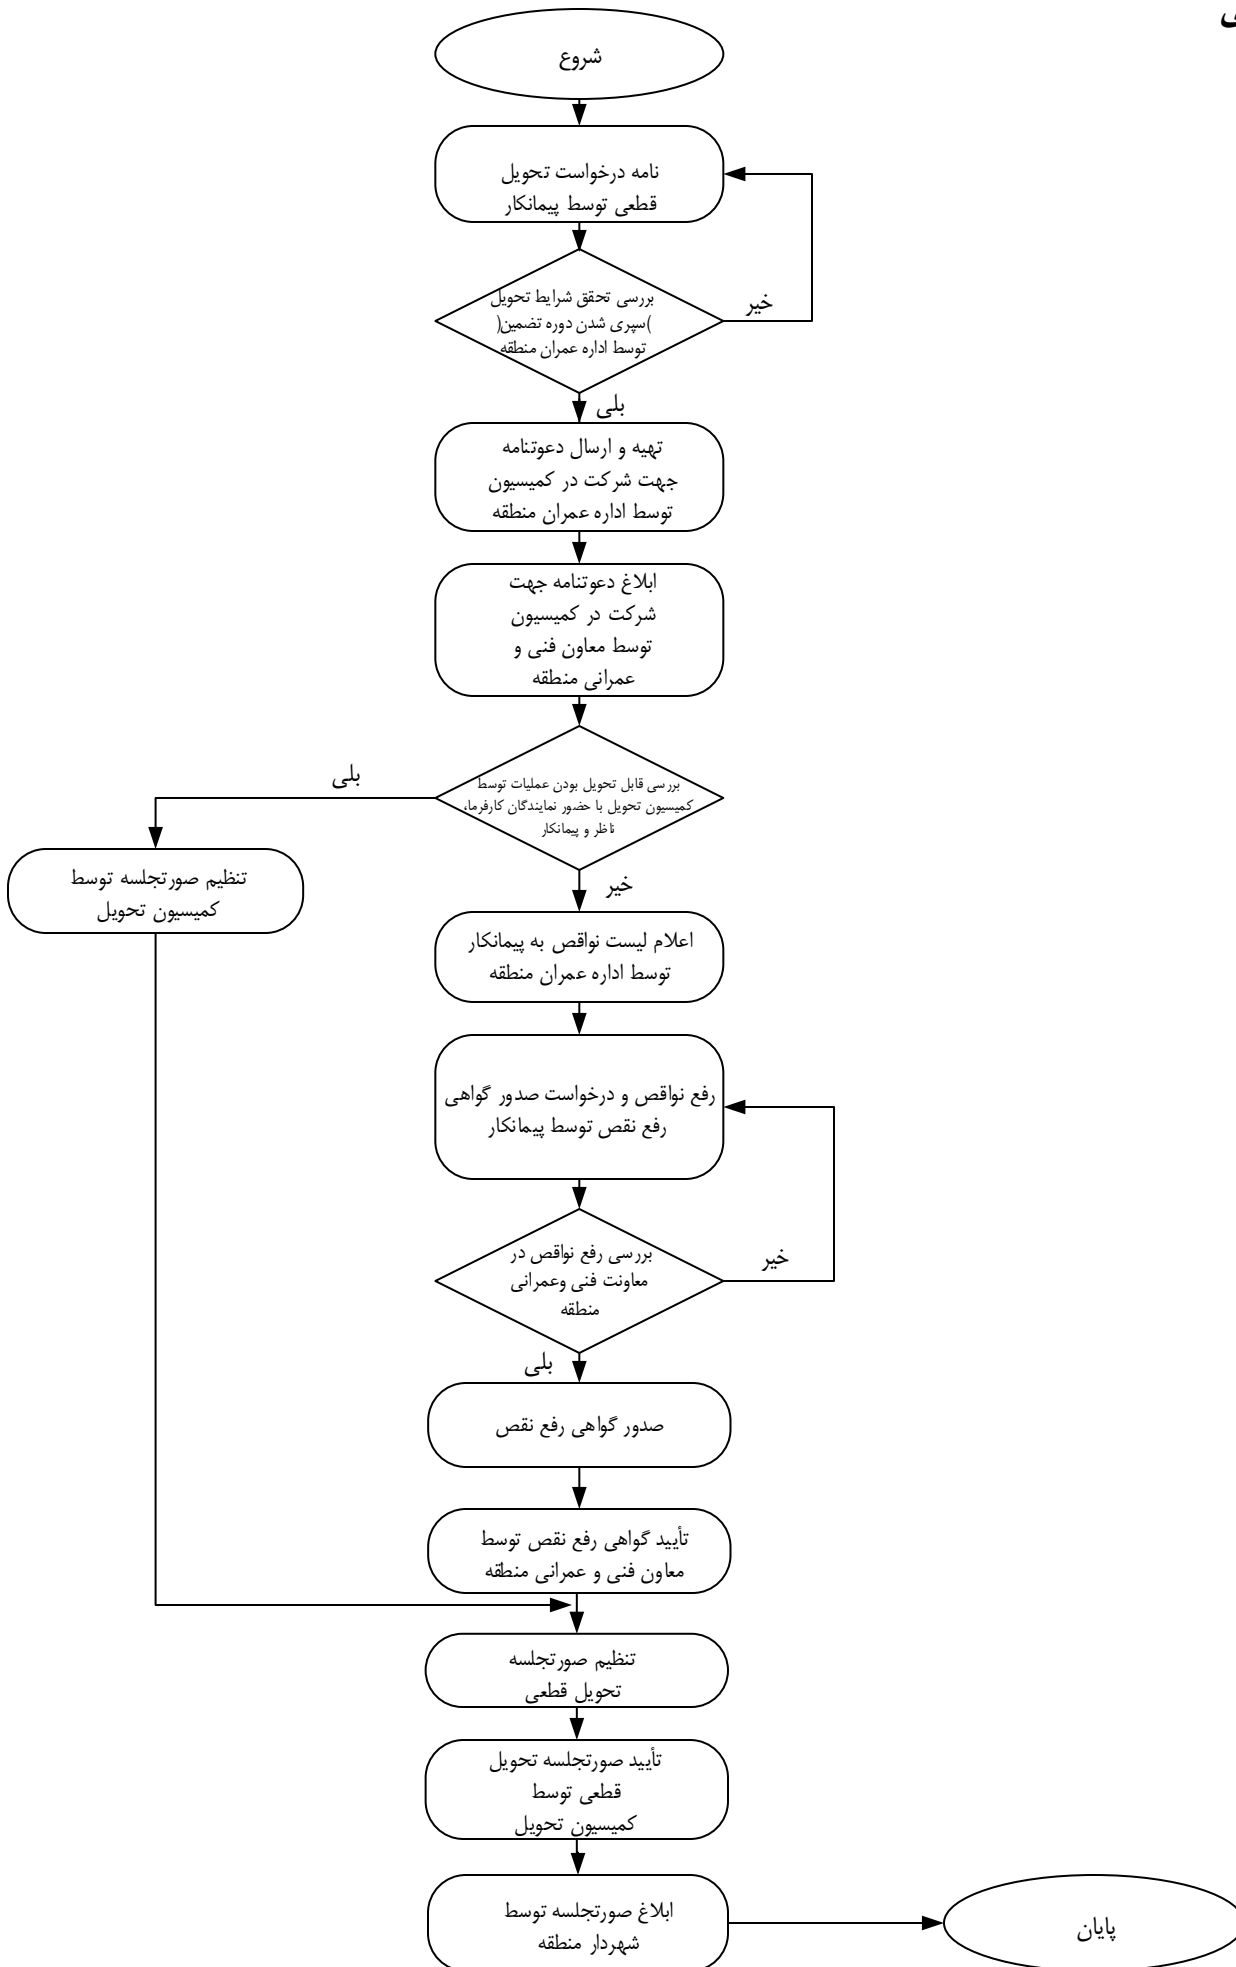 شروع
نامه درخواست تحویل
قطعی توسط پیمانکار
بررسی تحقق شرایط تحویل
)سپری شدن دوره تضمین(
توسط اداره عمران منطقه
خیر
بلی
تهیه و ارسال دعوتنامه
جهت شرکت در کمیسیون
توسط اداره عمران منطقه
ابلاغ دعوتنامه جهت
شرکت در کمیسیون
توسط معاون فنی و
عمرانی منطقه
بررسی قابل تحویل بودن عملیات توسط
کمیسیون تحویل با حضور نمایندگان کارفرما،
ناظر و پیمانکار
بلی
خیر
تنظیم صورتجلسه توسط
کمیسیون تحویل
اعلام لیست نواقص به پیمانکار
توسط اداره عمران منطقه
رفع نواقص و درخواست صدور گواهی
رفع نقص توسط پیمانکار
بررسی رفع نواقص در
معاونت فنی وعمرانی
منطقه
خیر
بلی
صدور گواهی رفع نقص
تأیید گواهی رفع نقص توسط
معاون فنی و عمرانی منطقه
تنظیم صورتجلسه
تحویل قطعی
تأیید صورتجلسه تحویل
قطعی توسط
کمیسیون تحویل
ابلاغ صورتجلسه توسط
شهردار منطقه
پایان